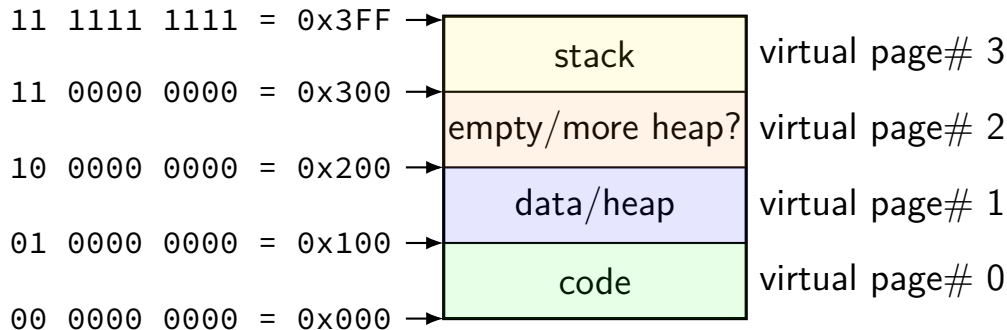 11 1111 1111 = 0x3FF
stack
virtual page# 3
11 0000 0000 = 0x300
empty/more heap?
virtual page# 2
10 0000 0000 = 0x200
data/heap
virtual page# 1
01 0000 0000 = 0x100
code
virtual page# 0
00 0000 0000 = 0x000